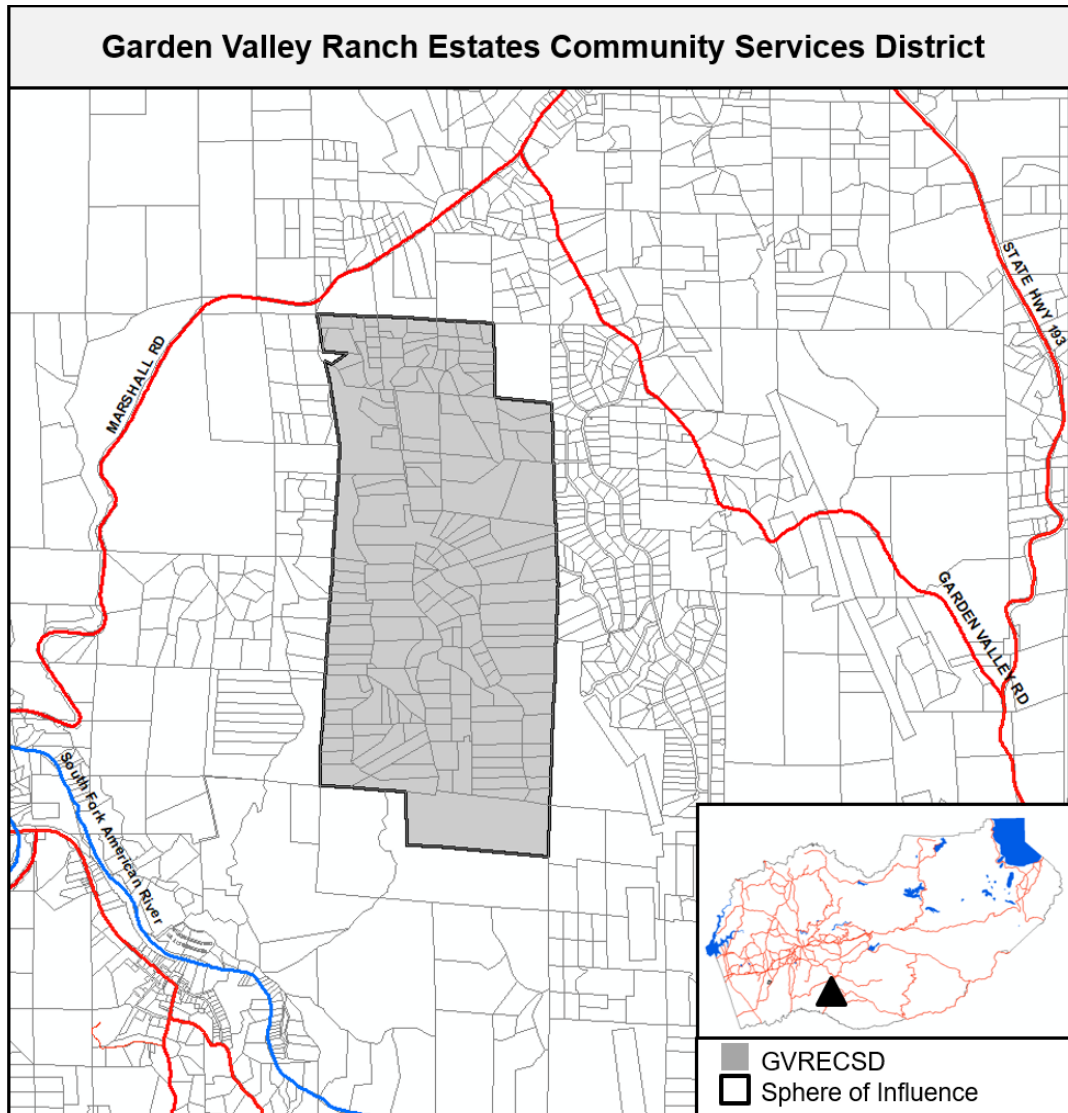 Garden Valley Ranch Estates Community Services District
STATE HWY 193
MARSHALL RD
GARDEN VALLEY RD
South Fork American River
GVRECSD
Sphere of Influence